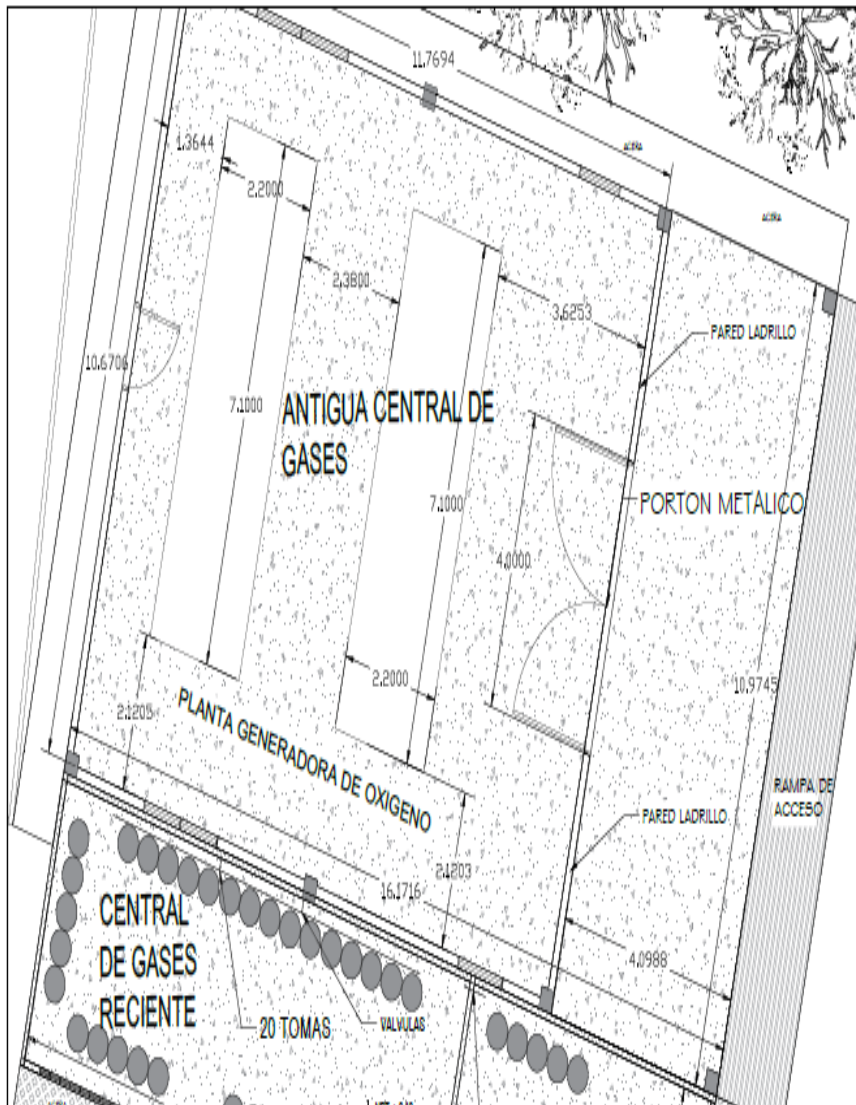 11.7694
ACERA
ACERA
1.3644
2.2000
2.3800
3.6253
PARED LADRILLO
10.6706
7.1000
ANTIGUA CENTRAL DE
GASES
7.1000
4.0000
PORTON METALICO
2.2000
10.9745
PLANTA GENERADORA DE OXIGENO
2.1203
RAMPA DE
ACCESO
PARED LADRILLO
2.1203
16.1716
CENTRAL
DE GASES
RECIENTE
4.0988
20 TOMAS
VALVULAS